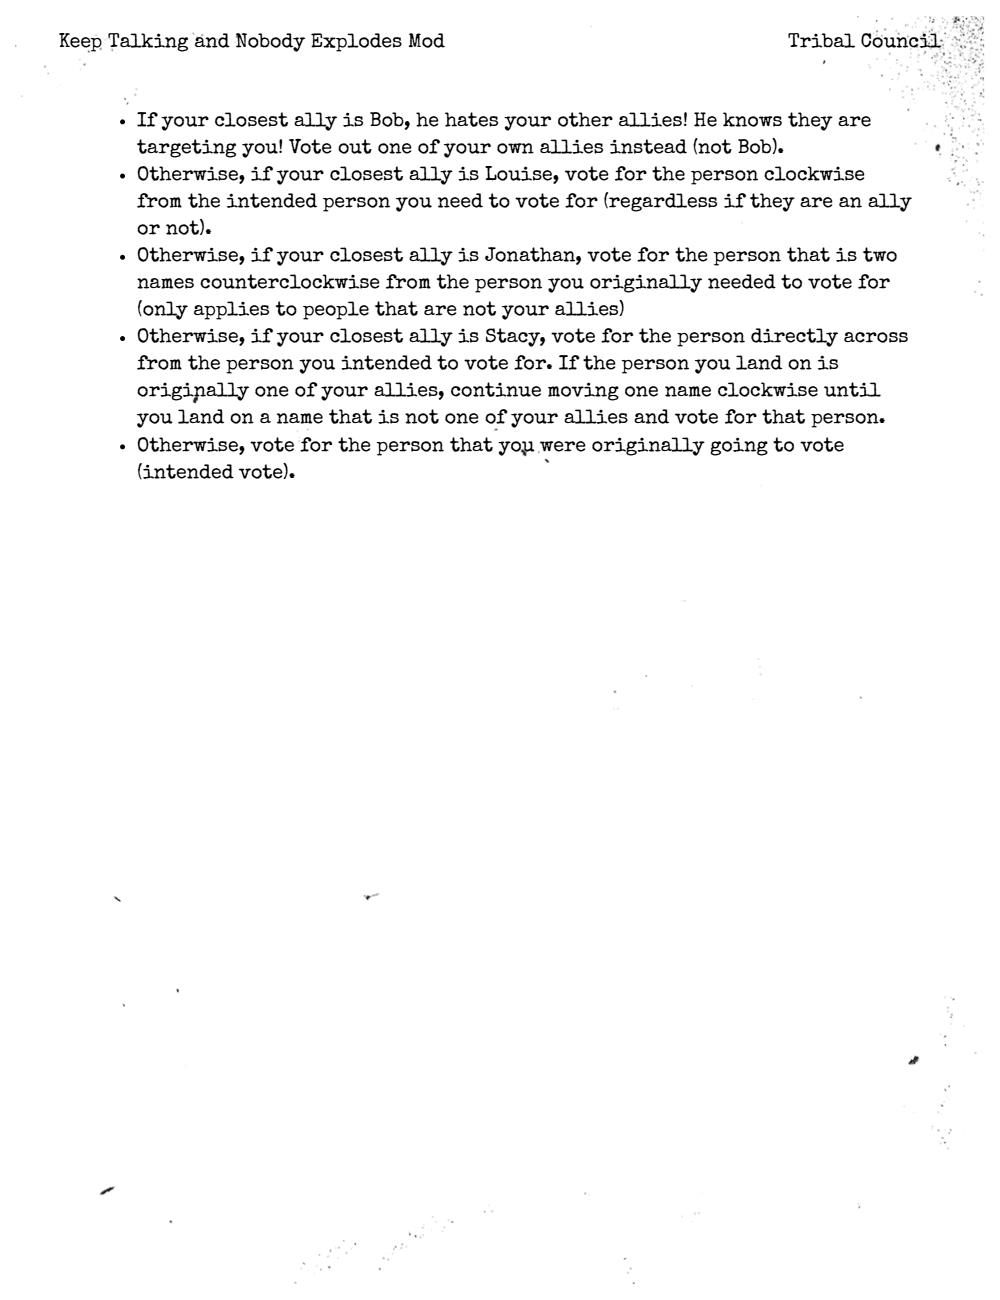 Keep Talking and Nobody Explodes Mod
Tribal Council
• If your closest ally is Bob, he hates your other allies! He knows they are
targeting you! Vote out one of your own allies instead (not Bob).
• Otherwise, if your closest ally is Louise, vote for the person clockwise
from the intended person you need to vote for (regardless if they are an ally
or not).
• Otherwise, if your closest ally is Jonathan, vote for the person that is two
names counterclockwise from the person you originally needed to vote for
(only applies to people that are not your allies)
• Otherwise, if your closest ally is Stacy, vote for the person directly across
from the person you intended to vote for. If the person you land on is
originally one of your allies, continue moving one name clockwise until
you land on a name that is not one of your allies and vote for that person.
• Otherwise, vote for the person that you were originally going to vote
(intended vote).